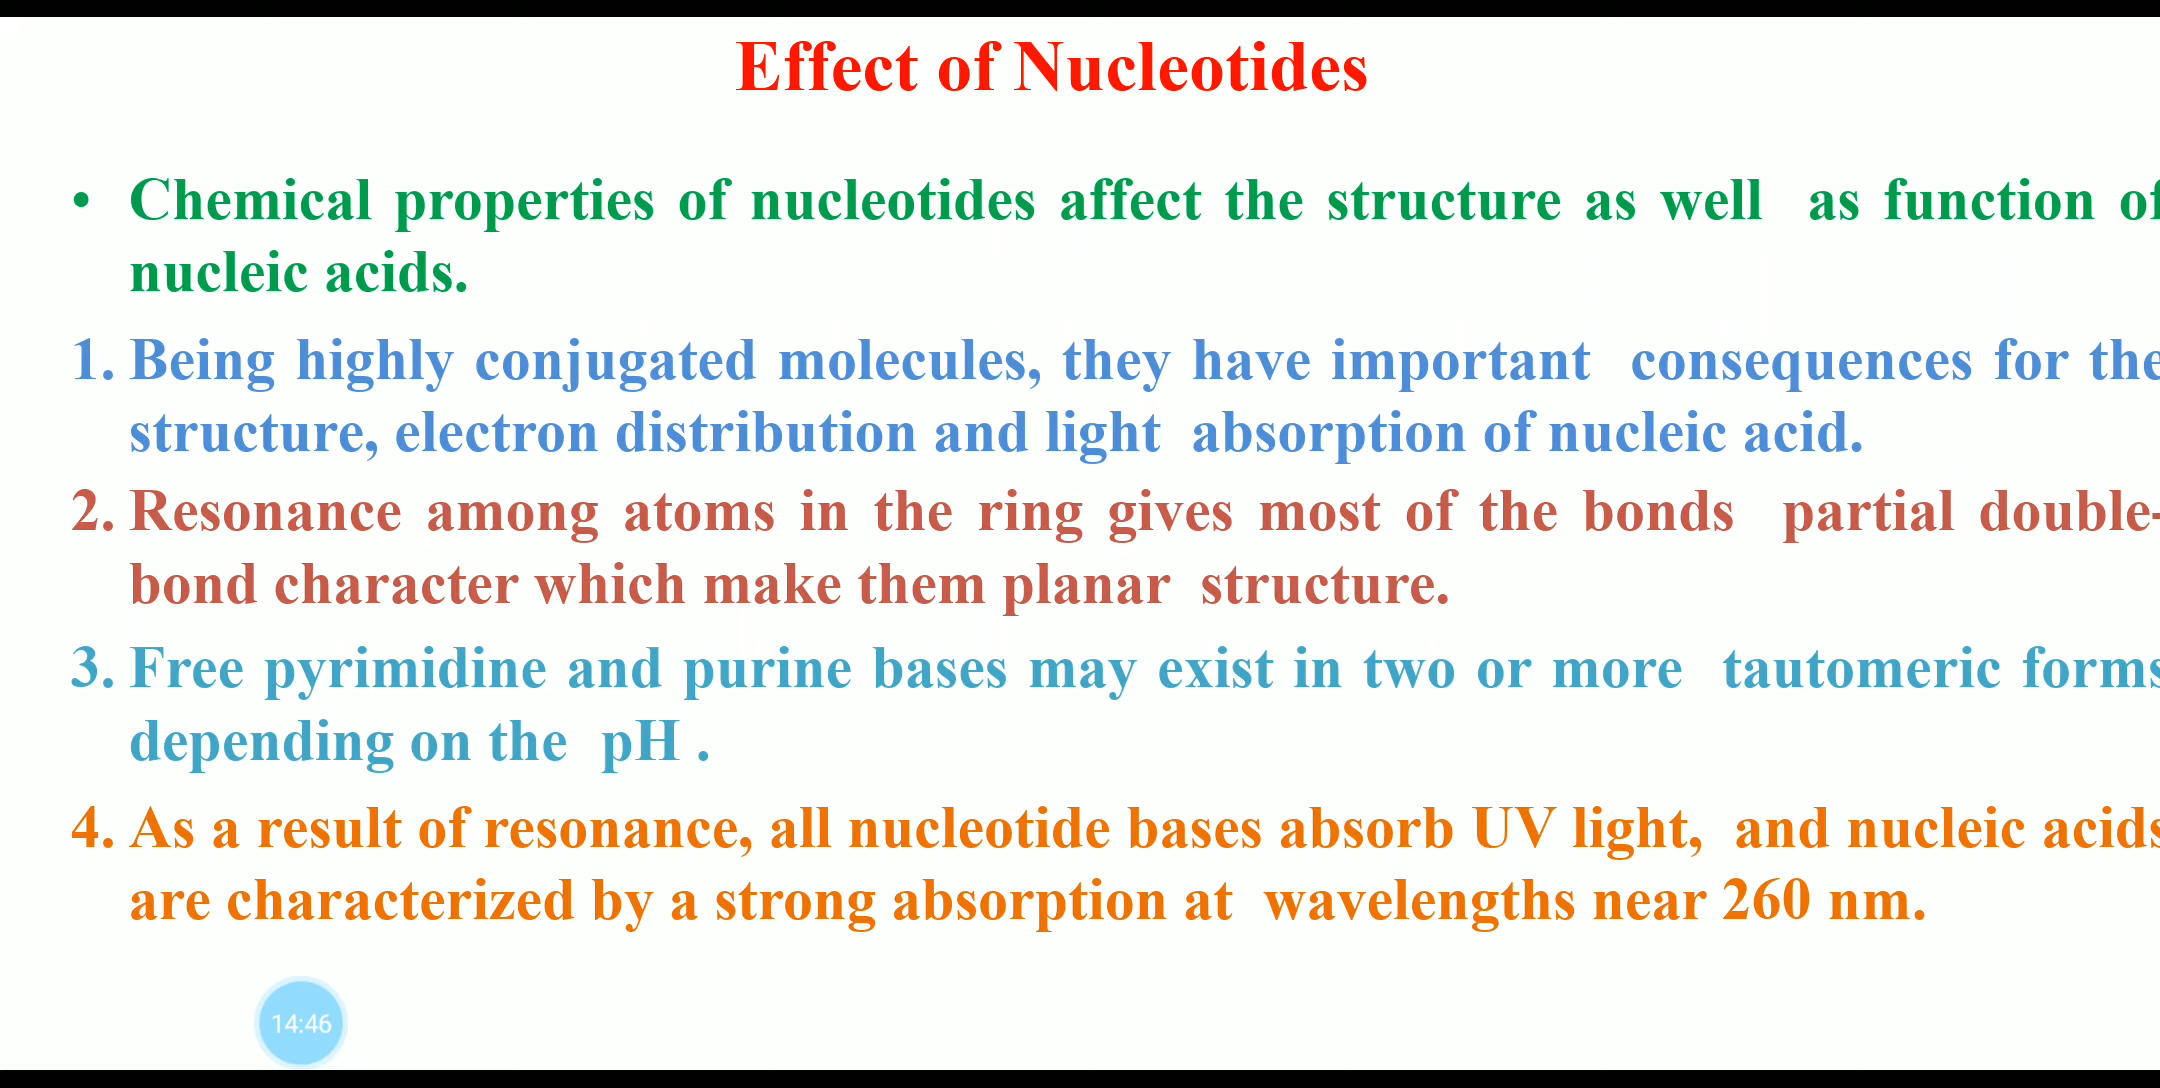 Effect of Nucleotides
• Chemical properties of nucleotides affect the structure as well as function of
nucleic acids.
1. Being highly conjugated molecules, they have important consequences for the
structure, electron distribution and light absorption of nucleic acid.
2. Resonance among atoms in the ring gives most of the bonds partial double-
bond character which make them planar structure.
3. Free pyrimidine and purine bases may exist in two or more tautomeric forms
depending on the pH .
4. As a result of resonance, all nucleotide bases absorb UV light, and nucleic acids
are characterized by a strong absorption at wavelengths near 260 nm.
14:46